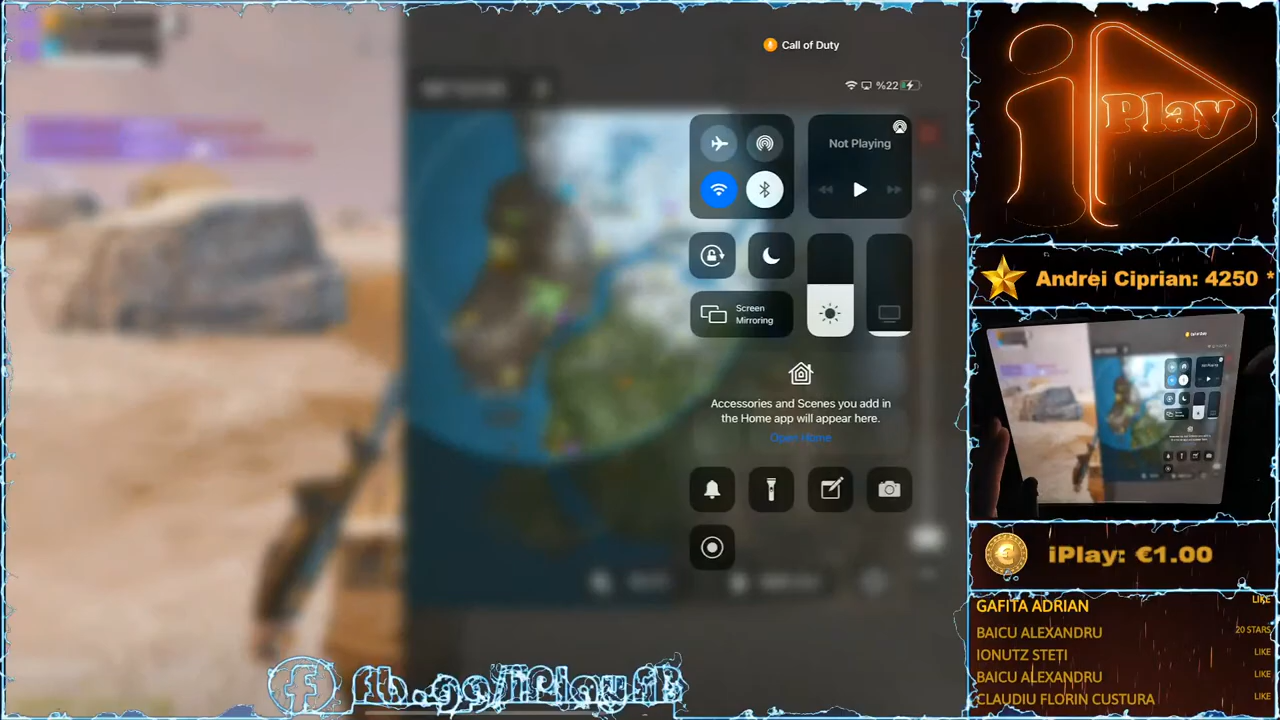 Call of Duty
%22
Not Playing
Screen
Mirroring
Accessories and Scenes you add in
the Home app will appear here.
Open Home
fb.gg/iPlayfB
iPlay
Andrei Ciprian: 4250 *
iPlay: €1.00
GAFITA ADRIAN LIKE
BAICU ALEXANDRU 20 STARS
IONUTZ STETI LIKE
BAICU ALEXANDRU LIKE
CLAUDIU FLORIN CUSTURA LIKE